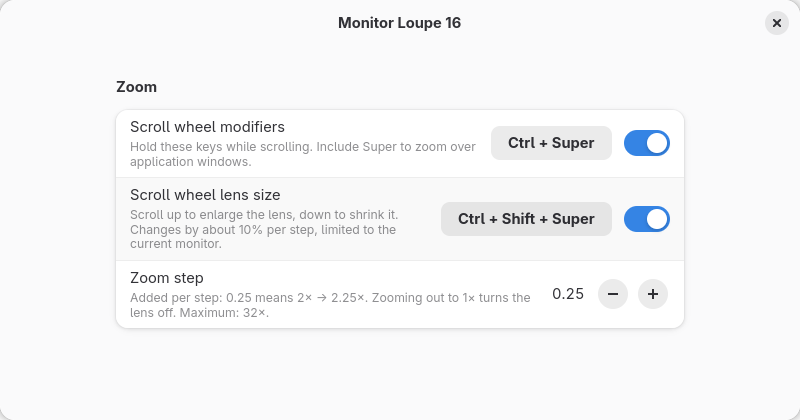 Monitor Loupe 16
Zoom
Scroll wheel modifiers
Hold these keys while scrolling. Include Super to zoom over
application windows.
Ctrl + Super
Scroll wheel lens size
Scroll up to enlarge the lens, down to shrink it.
Changes by about 10% per step, limited to the
current monitor.
Ctrl + Shift + Super
Zoom step
Added per step: 0.25 means 2× → 2.25×. Zooming out to 1× turns the
lens off. Maximum: 32×.
0.25